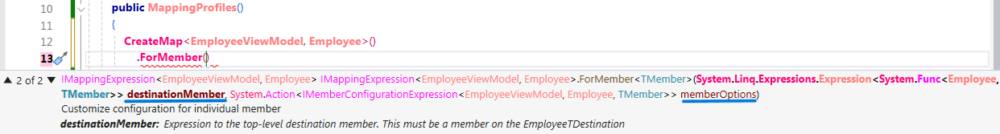 10 public MappingProfiles()
11 {
12 CreateMap<EmployeeViewModel, Employee>()
13 .ForMember()
▲ 2 of 2 ▼ IMappingExpression<EmployeeViewModel, Employee> IMappingExpression<EmployeeViewModel, Employee>.ForMember<TMember>(System.Linq.Expressions.Expression<System.Func<Employee,
TMember>> destinationMember, System.Action<IMemberConfigurationExpression<EmployeeViewModel, Employee, TMember>> memberOptions)
Customize configuration for individual member
destinationMember: Expression to the top-level destination member. This must be a member on the EmployeeTDestination